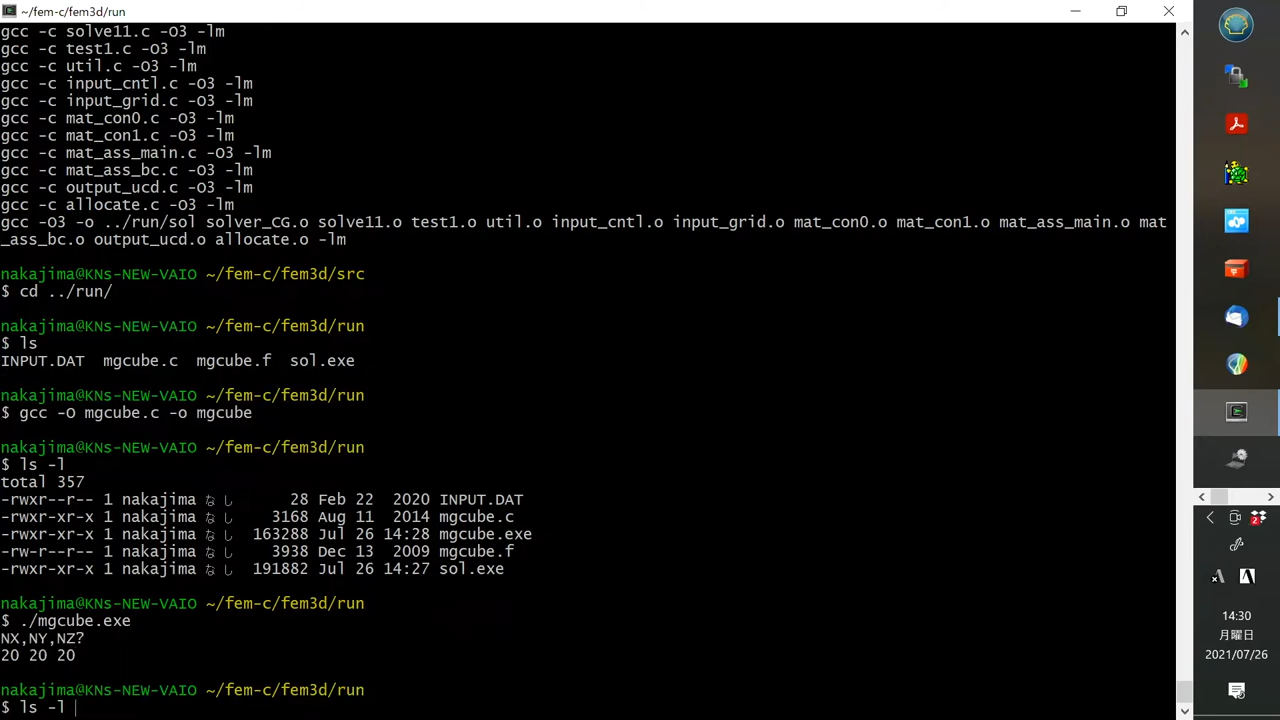 ~/fem-c/fem3d/run
gcc -c solve11.c -O3 -lm
gcc -c test1.c -O3 -lm
gcc -c util.c -O3 -lm
gcc -c input_cntl.c -O3 -lm
gcc -c input_grid.c -O3 -lm
gcc -c mat_con0.c -O3 -lm
gcc -c mat_con1.c -O3 -lm
gcc -c mat_ass_main.c -O3 -lm
gcc -c mat_ass_bc.c -O3 -lm
gcc -c output_ucd.c -O3 -lm
gcc -c allocate.c -O3 -lm
gcc -O3 -o ../run/sol solver_CG.o solve11.o test1.o util.o input_cntl.o input_grid.o mat_con0.o mat_con1.o mat_ass_main.o mat
_ass_bc.o output_ucd.o allocate.o -lm
nakajima@KNs-NEW-VAIO ~/fem-c/fem3d/src
$ cd ../run/
nakajima@KNs-NEW-VAIO ~/fem-c/fem3d/run
$ ls
INPUT.DAT mgcube.c mgcube.f sol.exe
nakajima@KNs-NEW-VAIO ~/fem-c/fem3d/run
$ gcc -O mgcube.c -o mgcube
nakajima@KNs-NEW-VAIO ~/fem-c/fem3d/run
$ ls -l
total 357
-rwxr--r-- 1 nakajima なし 28 Feb 22 2020 INPUT.DAT
-rwxr-xr-x 1 nakajima なし 3168 Aug 11 2014 mgcube.c
-rwxr-xr-x 1 nakajima なし 163288 Jul 26 14:28 mgcube.exe
-rw-r--r-- 1 nakajima なし 3938 Dec 13 2009 mgcube.f
-rwxr-xr-x 1 nakajima なし 191882 Jul 26 14:27 sol.exe
nakajima@KNs-NEW-VAIO ~/fem-c/fem3d/run
$ ./mgcube.exe
NX,NY,NZ?
20 20 20
nakajima@KNs-NEW-VAIO ~/fem-c/fem3d/run
$ ls -l
2
A
14:30
月曜日
2021/07/26